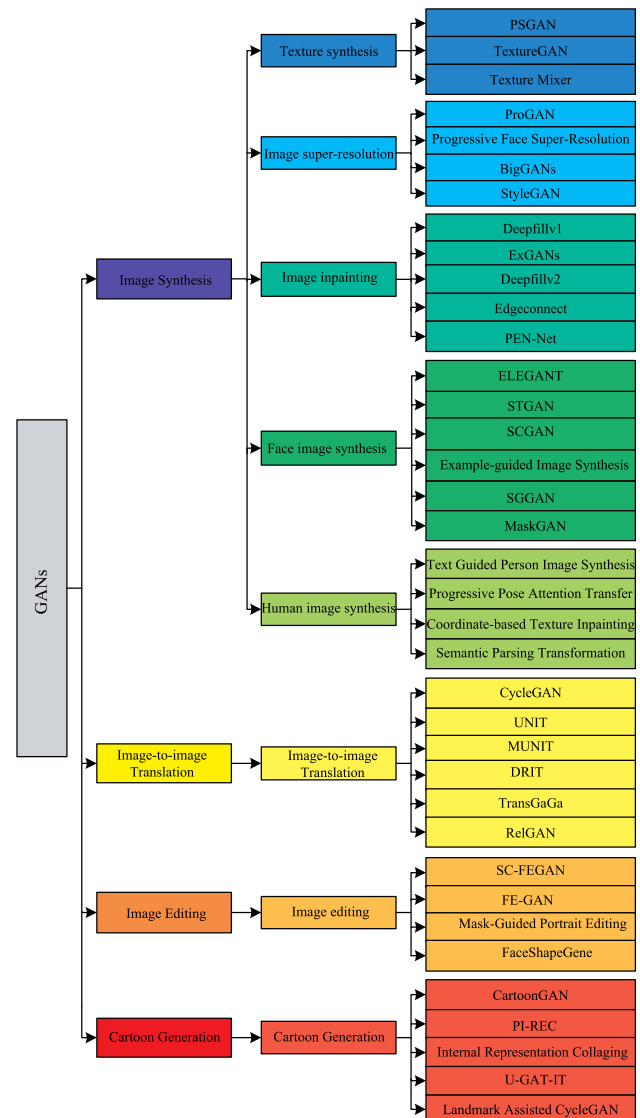 GANs
Image Synthesis
Texture synthesis
PSGAN
TextureGAN
Texture Mixer
Image super-resolution
ProGAN
Progressive Face Super-Resolution
BigGANs
StyleGAN
Image inpainting
Deepfillv1
ExGANs
Deepfillv2
Edgeconnect
PEN-Net
Face image synthesis
ELEGANT
STGAN
SCGAN
Example-guided Image Synthesis
SGGAN
MaskGAN
Human image synthesis
Text Guided Person Image Synthesis
Progressive Pose Attention Transfer
Coordinate-based Texture Inpainting
Semantic Parsing Transformation
Image-to-image
Translation
Image-to-image
Translation
CycleGAN
UNIT
MUNIT
DRIT
TransGaGa
RelGAN
Image Editing
Image editing
SC-FEGAN
FE-GAN
Mask-Guided Portrait Editing
FaceShapeGene
Cartoon Generation
Cartoon Generation
CartoonGAN
PI-REC
Internal Representation Collaging
U-GAT-IT
Landmark Assisted CycleGAN